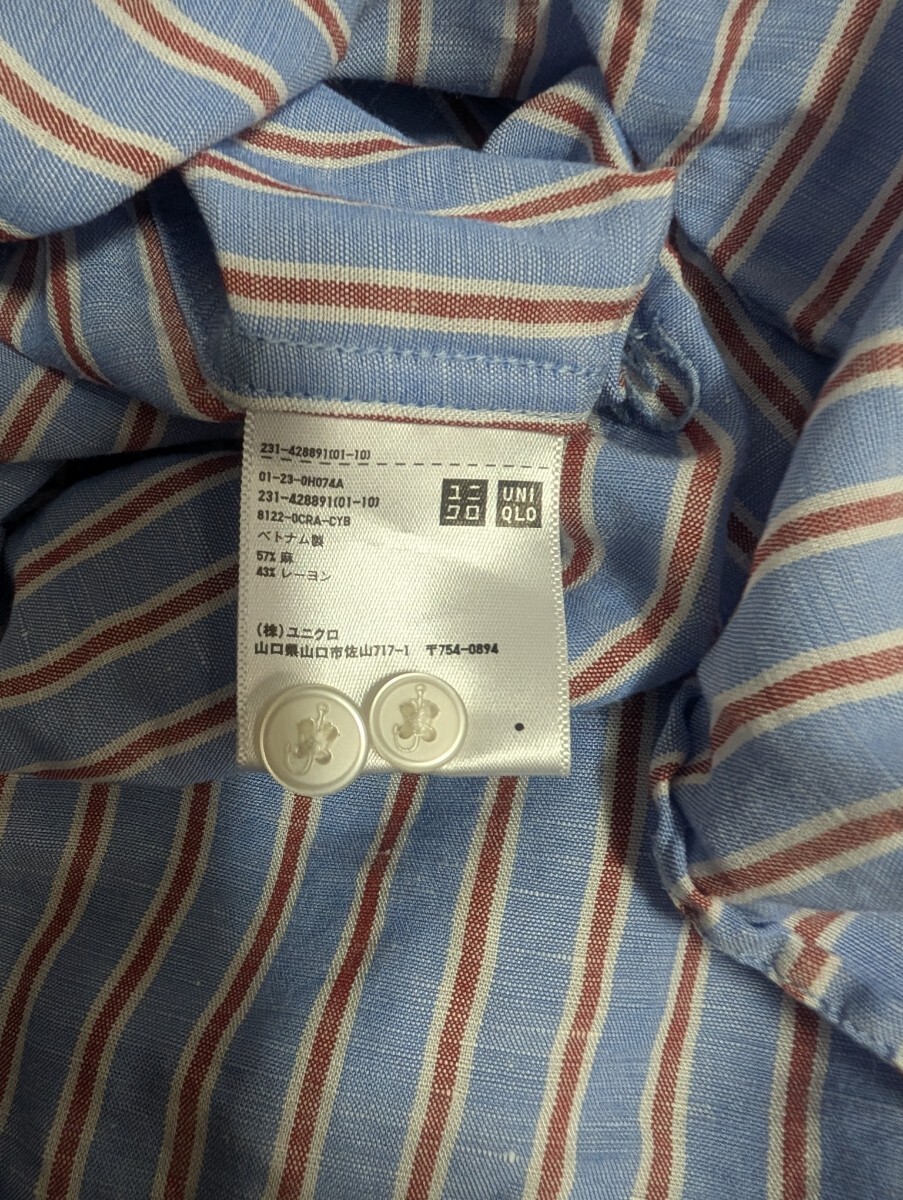 231-428891(01-10)
01-23-0H074A
231-428891(01-10)
8122-0CRA-CYB
ベトナム製
57% 麻
43% レーヨン
ユニクロ
UNIQLO
(株)ユニクロ
山口県山口市佐山717-1 〒754-0894